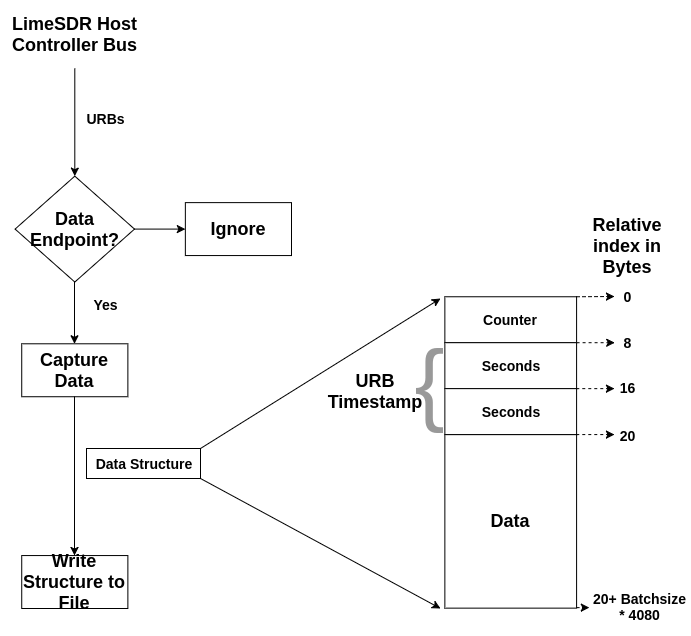 LimeSDR Host
Controller Bus
URBs
Data
Endpoint?
Ignore
Yes
Capture
Data
Data Structure
Write
Structure to
File
URB
Timestamp
{
Relative
index in
Bytes
Counter
Seconds
Seconds
Data
0
8
16
20
20+ Batchsize
* 4080